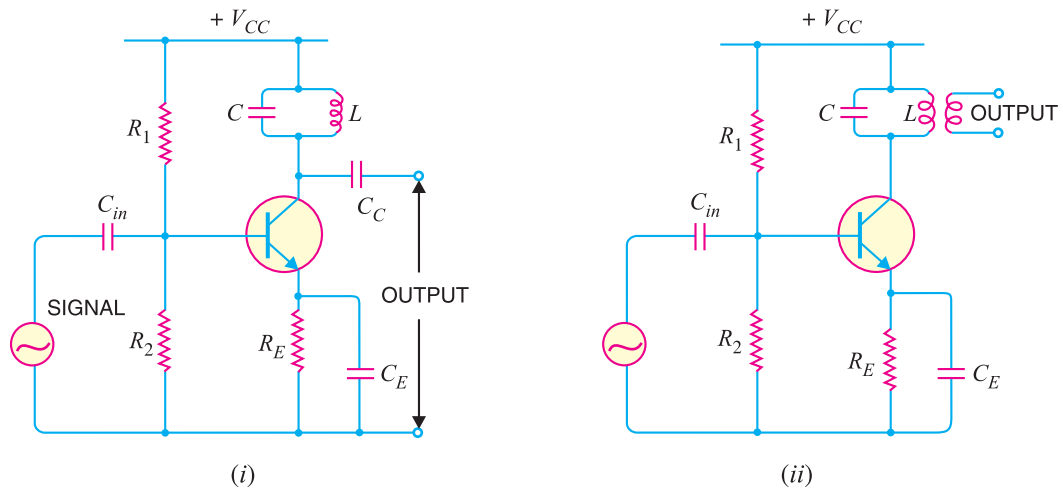 + V_CC
C
L
R_1
C_in
C_C
SIGNAL
OUTPUT
R_2
R_E
C_E
(i)
+ V_CC
C
L
OUTPUT
R_1
C_in
R_2
R_E
C_E
(ii)